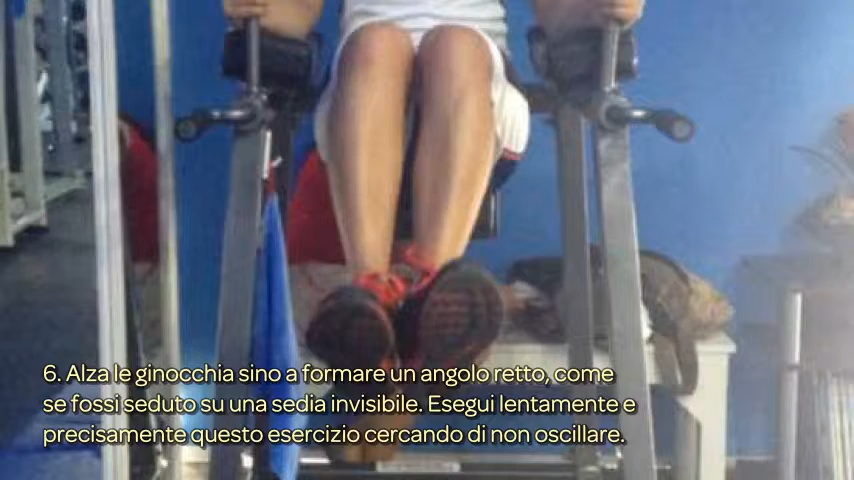 6. Alza le ginocchia sino a formare un angolo retto, come
se fossi seduto su una sedia invisibile. Esegui lentamente e
precisamente questo esercizio cercando di non oscillare.